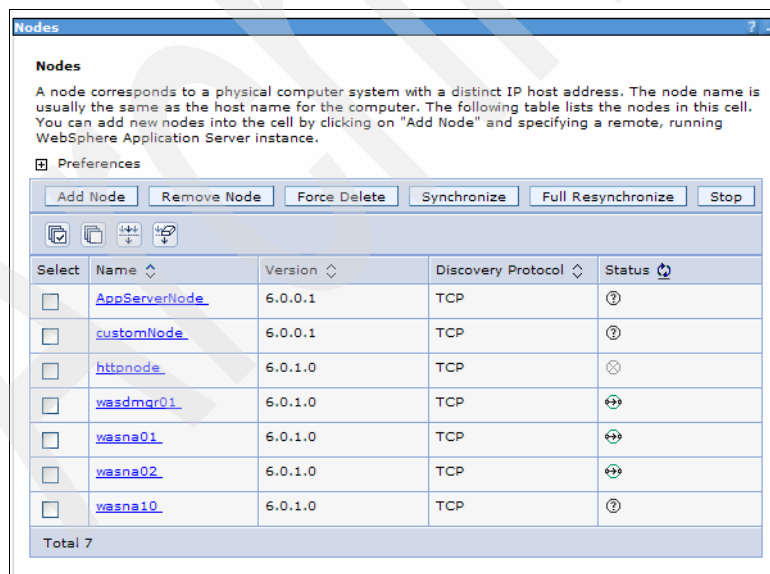 Nodes ? -
Nodes
A node corresponds to a physical computer system with a distinct IP host address. The node name is
usually the same as the host name for the computer. The following table lists the nodes in this cell.
You can add new nodes into the cell by clicking on "Add Node" and specifying a remote, running
WebSphere Application Server instance.
Preferences
Add Node Remove Node Force Delete Synchronize Full Resynchronize Stop
Select Name Version Discovery Protocol Status
AppServerNode 6.0.0.1 TCP
customNode 6.0.0.1 TCP
httpnode 6.0.1.0 TCP
wasdmgr01 6.0.1.0 TCP
wasna01 6.0.1.0 TCP
wasna02 6.0.1.0 TCP
wasna10 6.0.1.0 TCP
Total 7